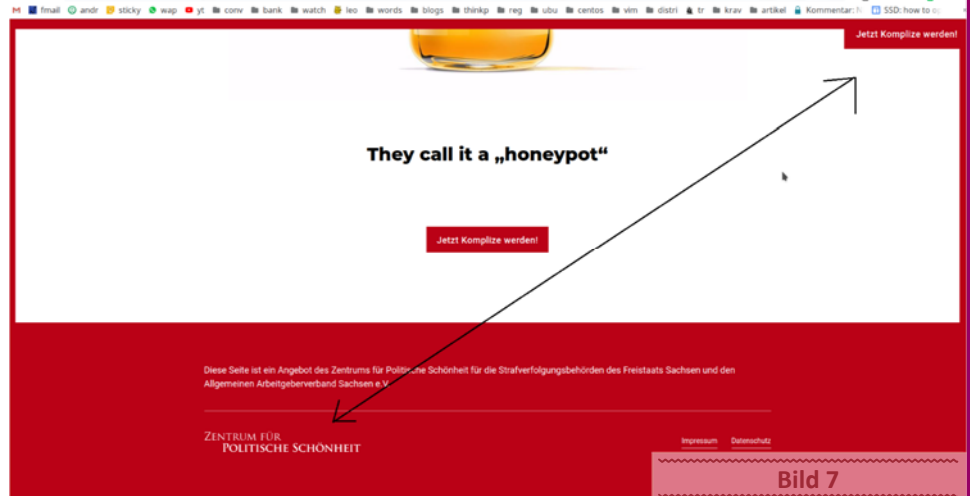 fmail andr sticky wap yt conv bank watch leo words blogs thinkp reg ubu centos vim distri tr krav artikel Kommentar: SSD: how to
Jetzt Komplize werden!
They call it a „honeypot“
Jetzt Komplize werden!
Diese Seite ist ein Angebot des Zentrums für Politische Schönheit für die Strafverfolgungsbehörden des Freistaats Sachsen und den
Allgemeinen Arbeitgeberverband Sachsen e.V.
ZENTRUM FÜR
POLITISCHE SCHÖNHEIT
Impressum Datenschutz
Bild 7